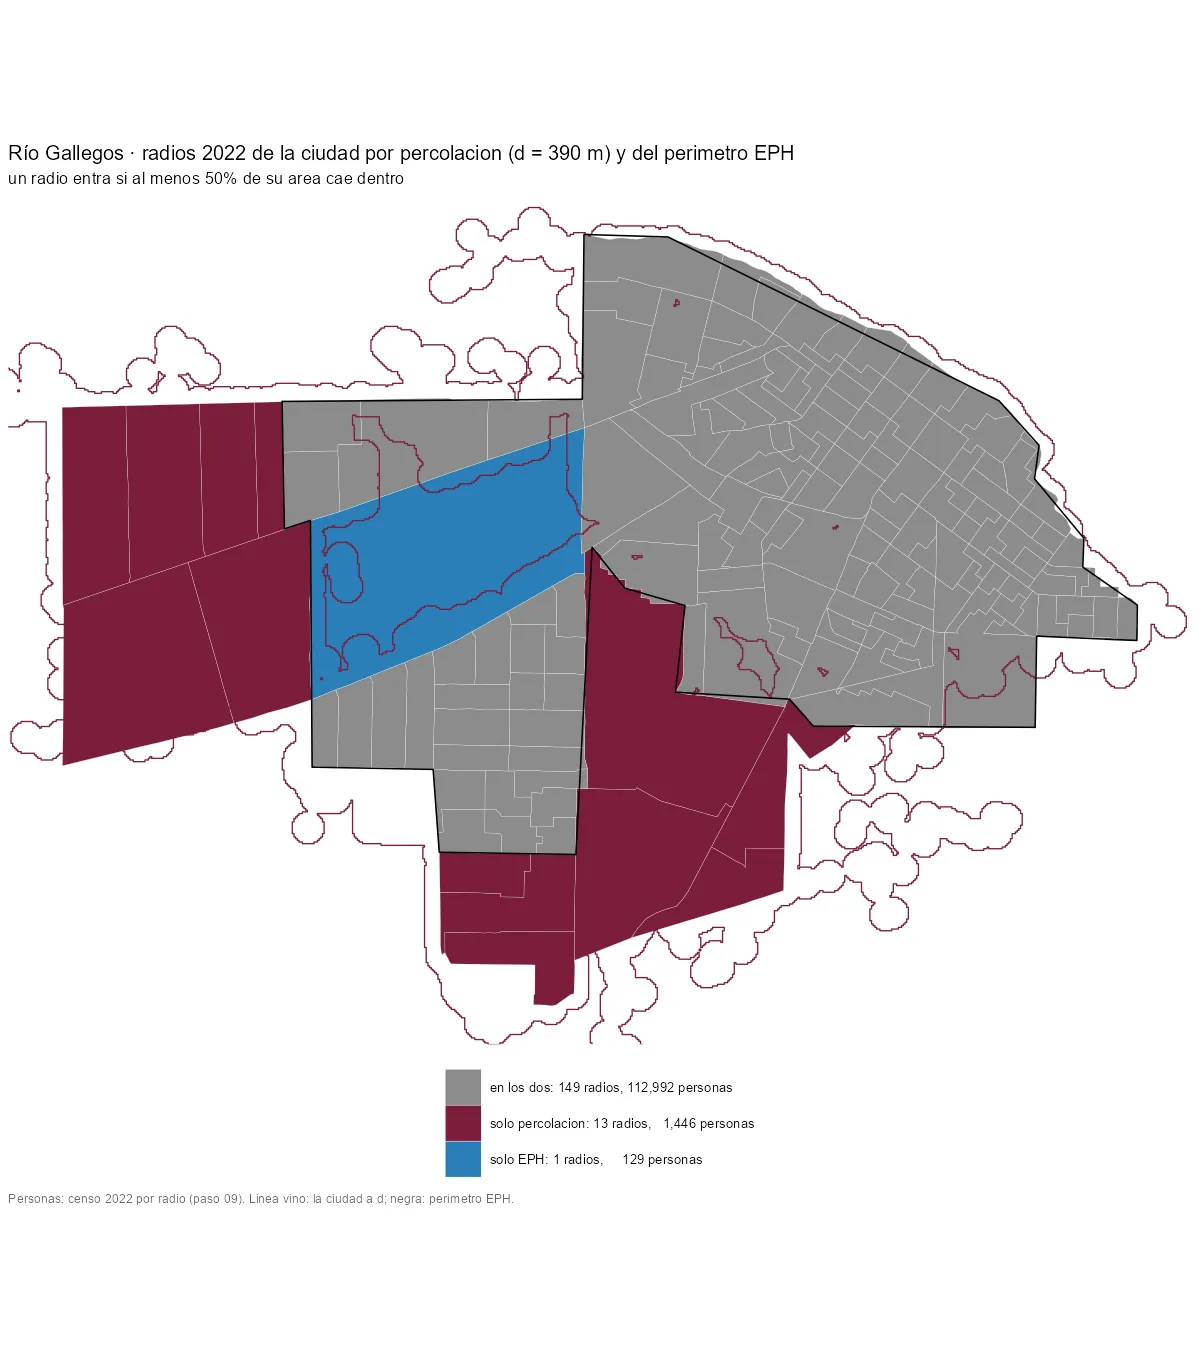 Río Gallegos · radios 2022 de la ciudad por percolacion (d = 390 m) y del perimetro EPH
un radio entra si al menos 50% de su area cae dentro
en los dos: 149 radios, 112,992 personas
solo percolacion: 13 radios, 1,446 personas
solo EPH: 1 radios, 129 personas
Personas: censo 2022 por radio (paso 09). Linea vino: la ciudad a d; negra: perimetro EPH.